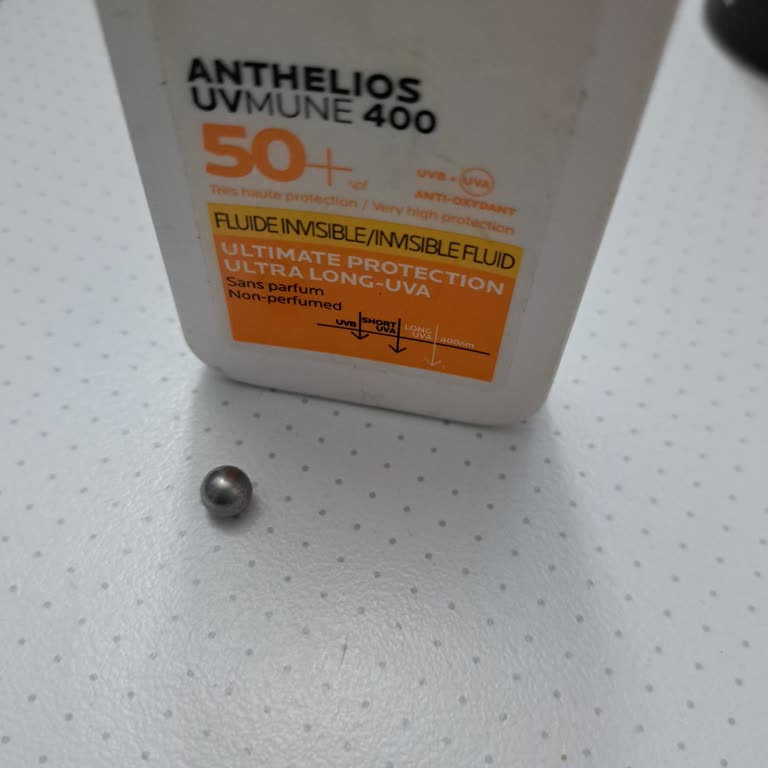 ANTHELIOS
UVMUNE 400
50+ spf
UVB + UVA
ANTI-OXYDANT
Très haute protection / Very high protection
FLUIDE INVISIBLE/INVISIBLE FLUID
ULTIMATE PROTECTION
ULTRA LONG-UVA
Sans parfum
Non-perfumed
UVB
SHORT UVA
LONG UVA
400nm